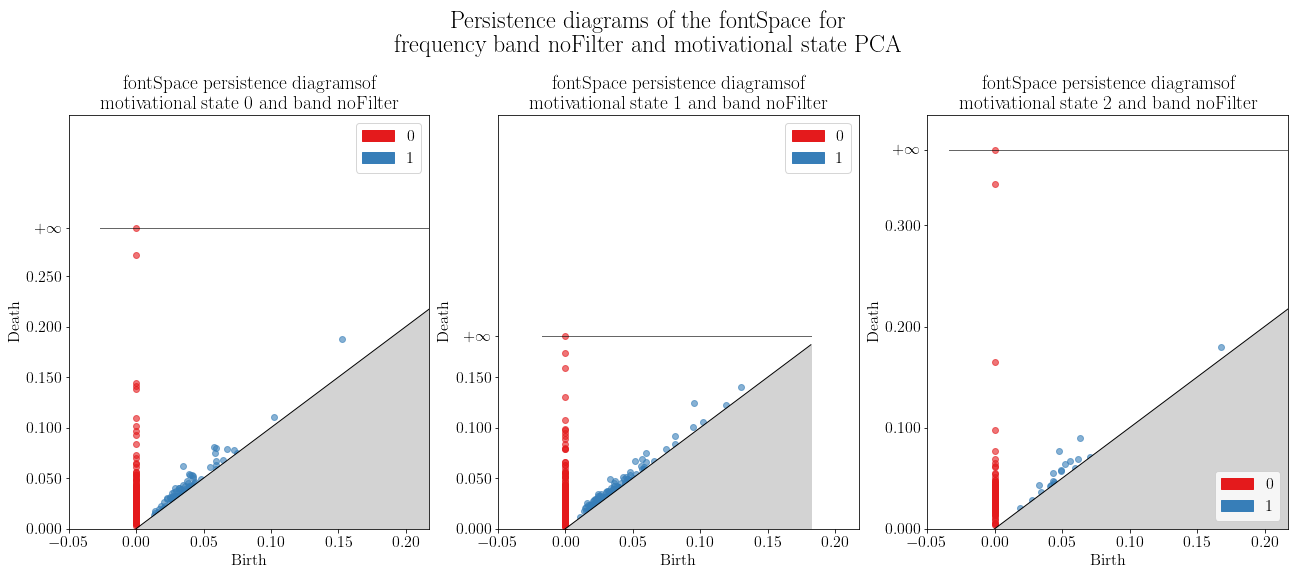 Persistence diagrams of the fontSpace for
frequency band noFilter and motivational state PCA
fontSpace persistence diagramsof
motivational state 0 and band noFilter
0
1
+∞
0.250
0.200
0.150
0.100
0.050
0.000
Death
−0.05 0.00 0.05 0.10 0.15 0.20
Birth
fontSpace persistence diagramsof
motivational state 1 and band noFilter
0
1
+∞
0.150
0.100
0.050
0.000
Death
−0.05 0.00 0.05 0.10 0.15 0.20
Birth
fontSpace persistence diagramsof
motivational state 2 and band noFilter
+∞
0.300
0.200
0.100
0.000
Death
0
1
−0.05 0.00 0.05 0.10 0.15 0.20
Birth